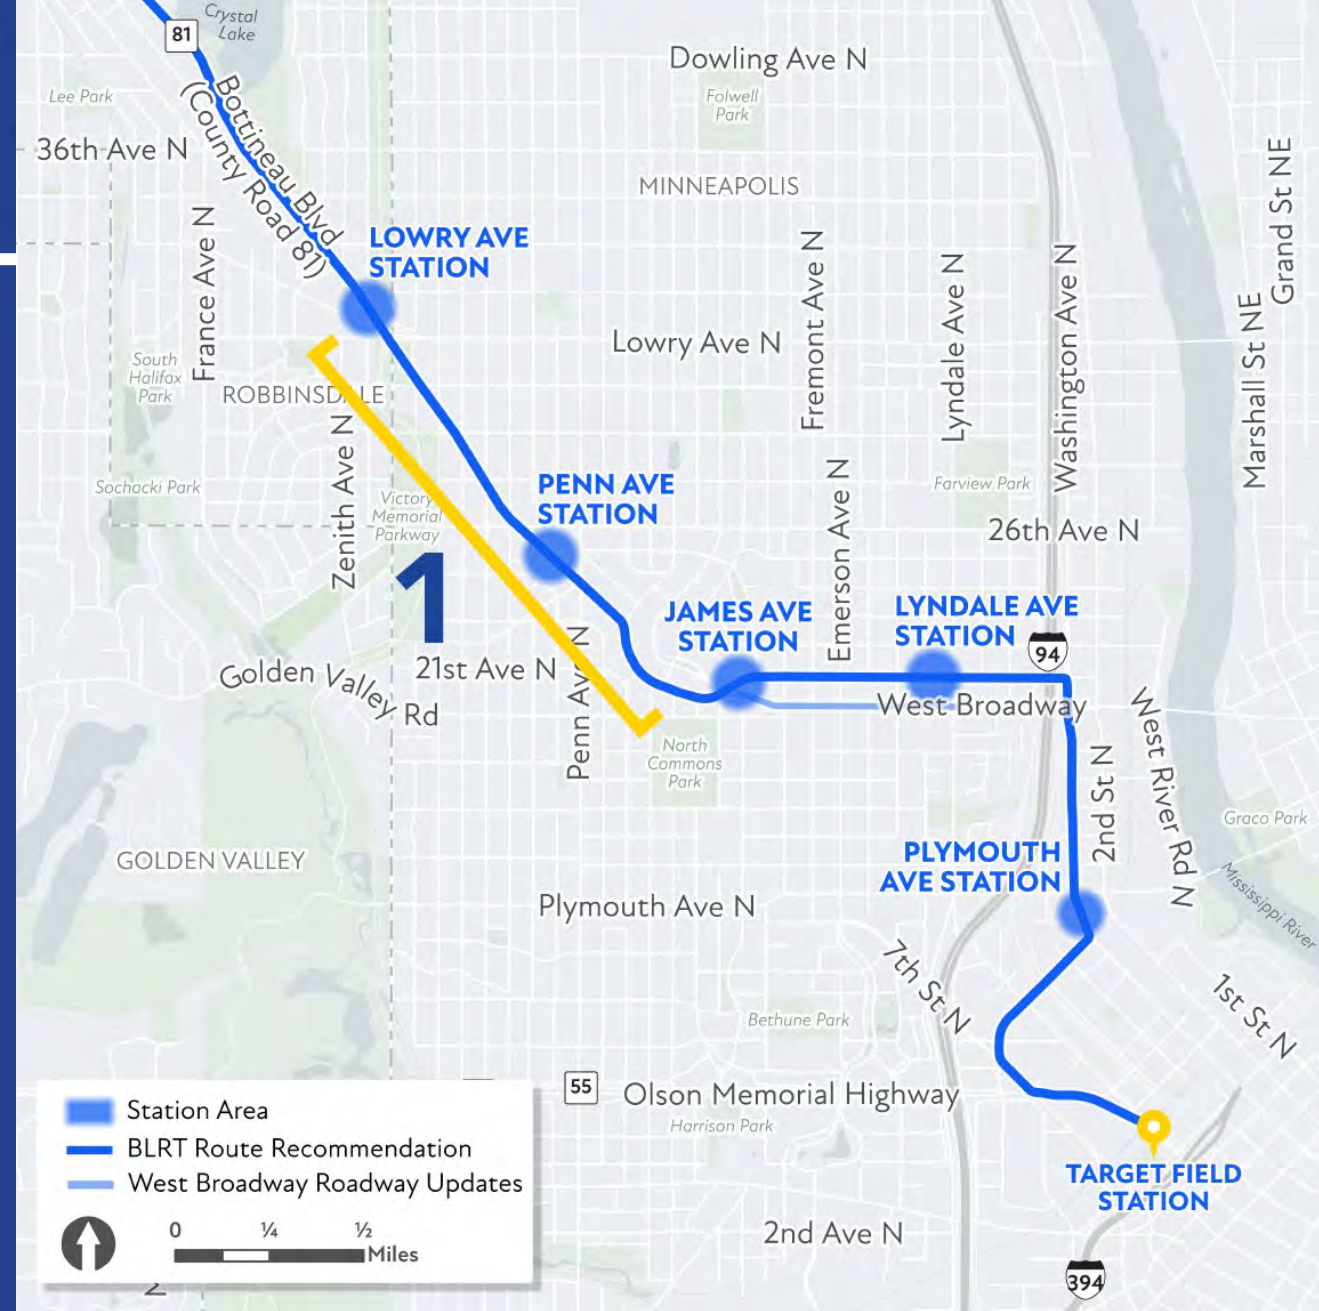 Crystal
Lake
81
Dowling Ave N
Lee Park
Folwell
Park
Bottineau Blvd
(County Road 81)
36th Ave N
MINNEAPOLIS
Grand St NE
France Ave N
LOWRY AVE
STATION
Fremont Ave N
Lyndale Ave N
Washington Ave N
Marshall St NE
Lowry Ave N
South
Halifax
Park
ROBBINSDALE
Zenith Ave N
Sochacki Park
Victory
Memorial
Parkway
PENN AVE
STATION
Farview Park
26th Ave N
Emerson Ave N
1
JAMES AVE
STATION
LYNDALE AVE
STATION
94
Golden Valley Rd
21st Ave N
Penn Ave N
West Broadway
West River Rd N
North
Commons
Park
2nd St N
Graco Park
GOLDEN VALLEY
PLYMOUTH
AVE STATION
Mississippi River
Plymouth Ave N
7th St N
1st St N
Bethune Park
55
Olson Memorial Highway
Harrison Park
TARGET FIELD
STATION
2nd Ave N
394
Station Area
BLRT Route Recommendation
West Broadway Roadway Updates
0 ¼ ½
Miles